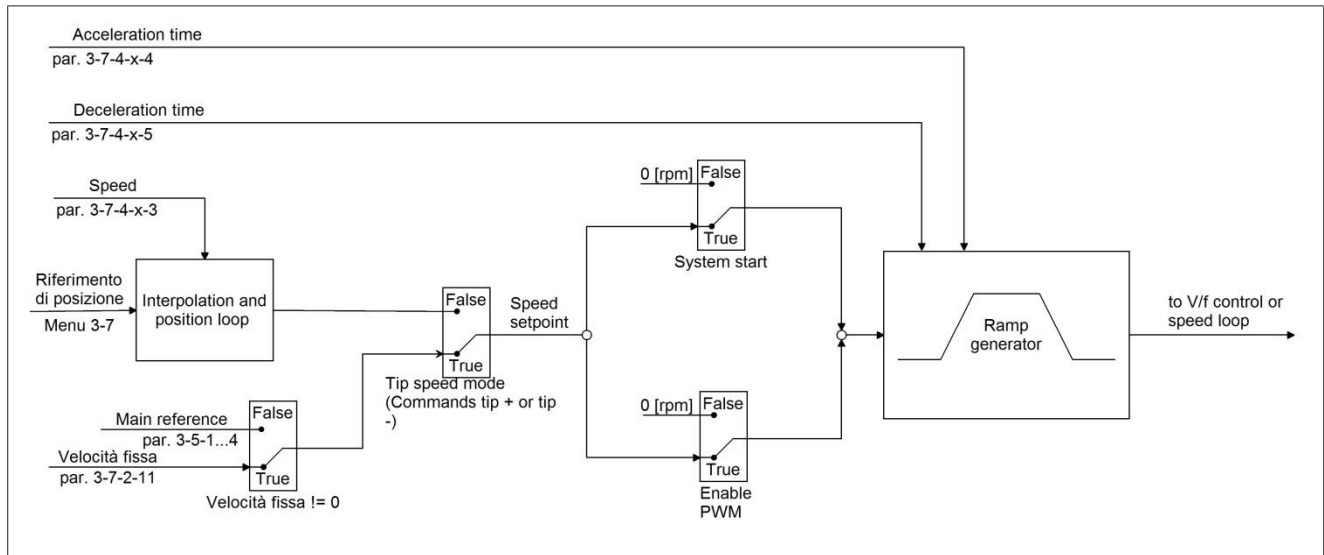 Acceleration time
par. 3-7-4-x-4
Deceleration time
par. 3-7-4-x-5
Speed
par. 3-7-4-x-3
Riferimento
di posizione
Menu 3-7
Interpolation and
position loop
False
True
Tip speed mode
(Commands tip + or tip
-)
Main reference
par. 3-5-1...4
Velocità fissa
par. 3-7-2-11
False
True
Velocità fissa != 0
Speed
setpoint
0 [rpm]
False
True
System start
0 [rpm]
False
True
Enable
PWM
Ramp
generator
to V/f control or
speed loop